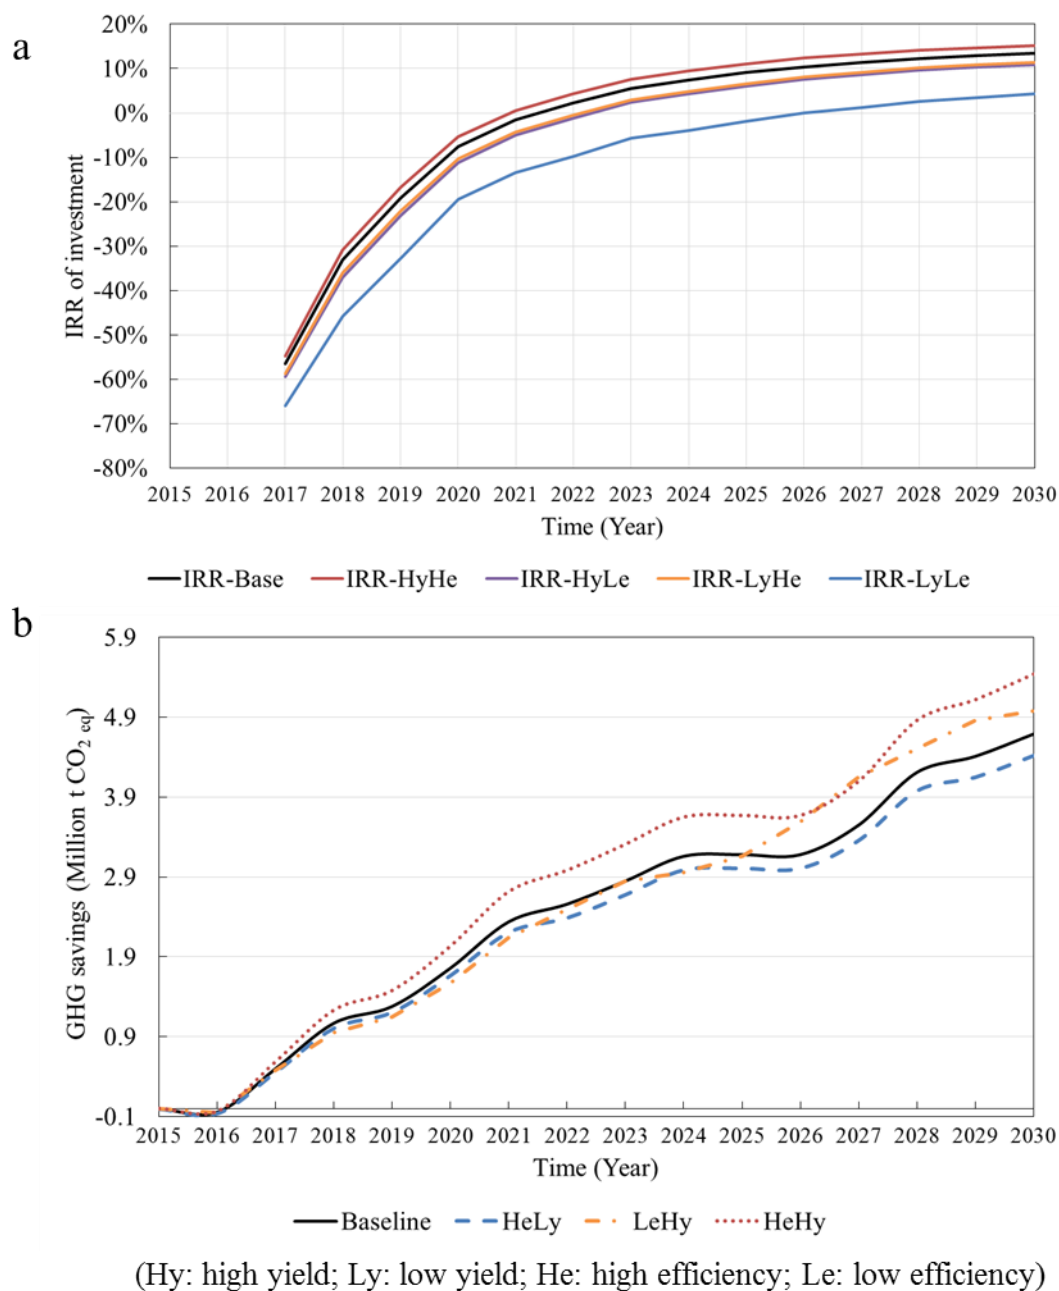 a
20%
10%
0%
-10%
-20%
-30%
-40%
-50%
-60%
-70%
-80%
IRR of investment
2015 2016 2017 2018 2019 2020 2021 2022 2023 2024 2025 2026 2027 2028 2029 2030
Time (Year)
IRR-Base IRR-HyHe IRR-HyLe IRR-LyHe IRR-LyLe
b
5.9
4.9
3.9
2.9
1.9
0.9
-0.1
GHG savings (Million t CO2 eq)
2015 2016 2017 2018 2019 2020 2021 2022 2023 2024 2025 2026 2027 2028 2029 2030
Time (Year)
Baseline HeLy LeHy HeHy
(Hy: high yield; Ly: low yield; He: high efficiency; Le: low efficiency)